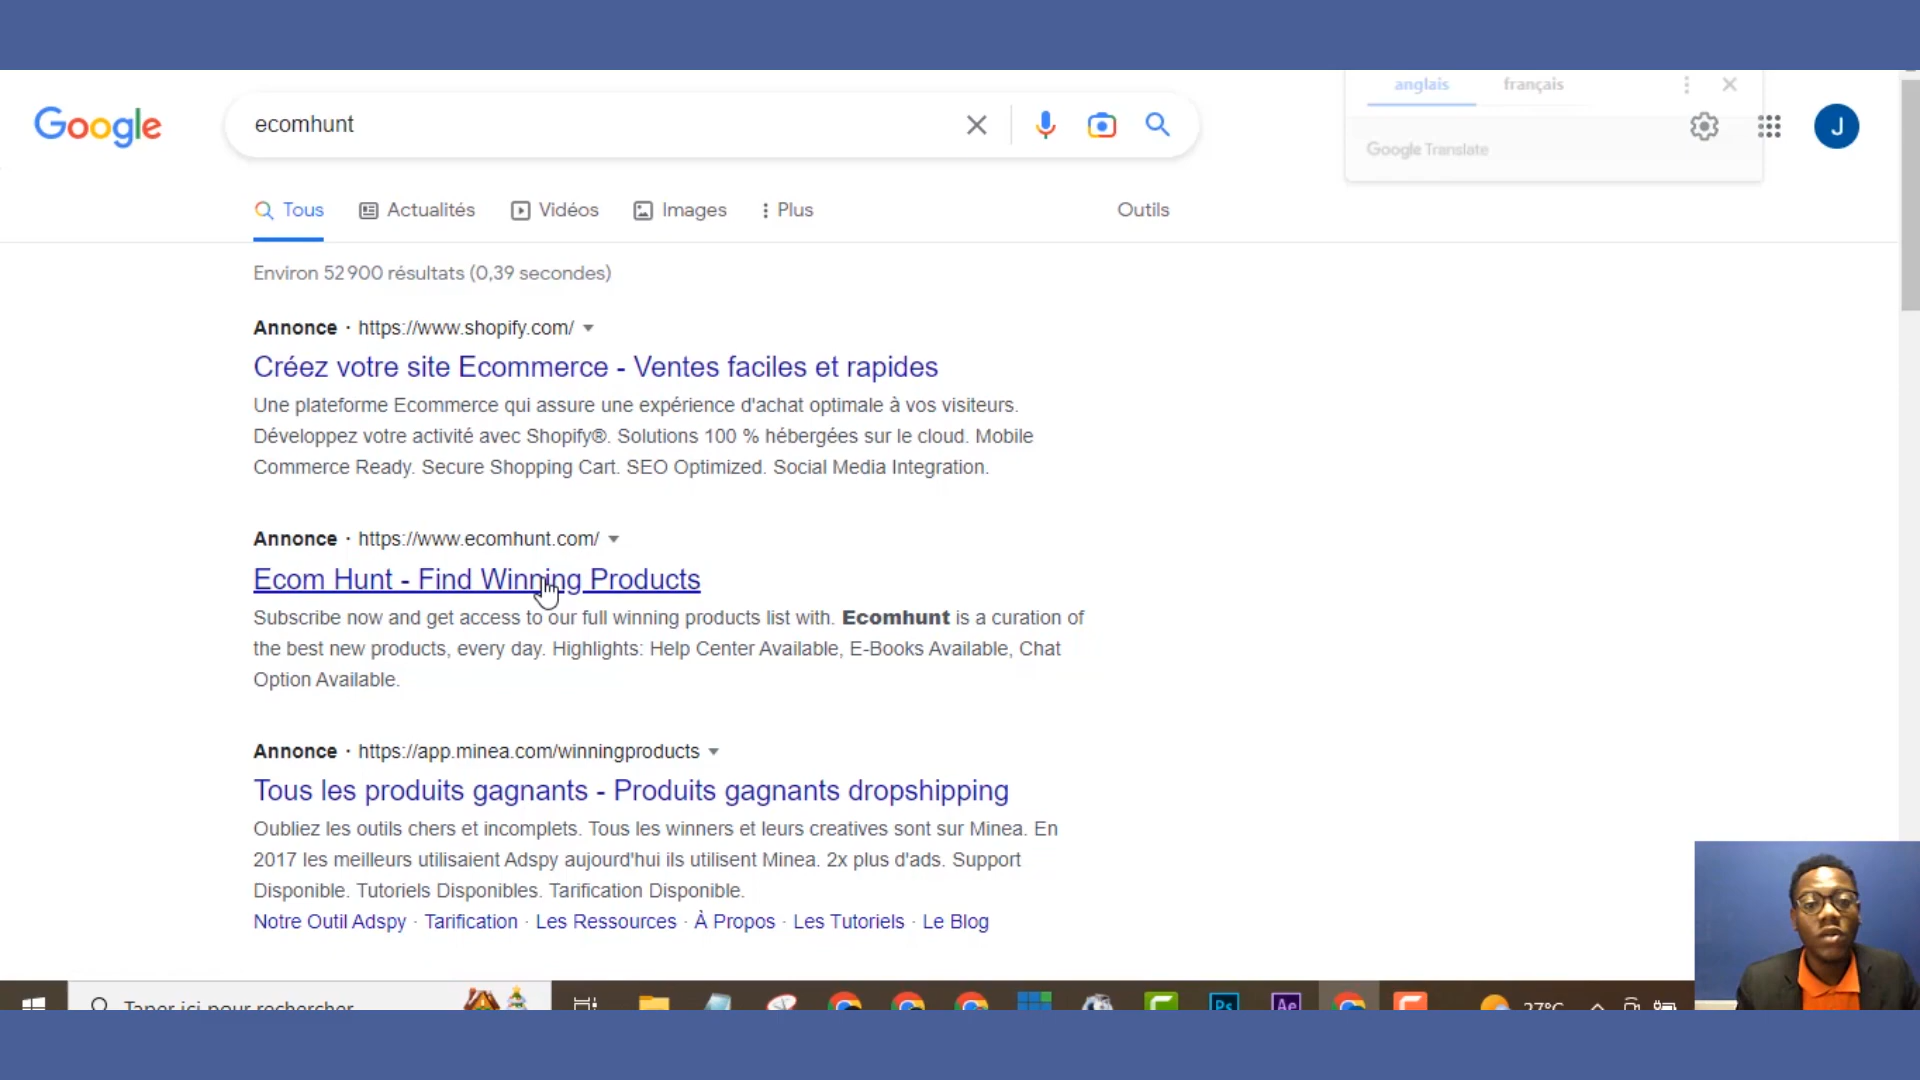 anglais français
Google ecomhunt J
Google Translate
Tous Actualités Vidéos Images Plus Outils
Environ 52 900 résultats (0,39 secondes)
Annonce · https://www.shopify.com/
Créez votre site Ecommerce - Ventes faciles et rapides
Une plateforme Ecommerce qui assure une expérience d'achat optimale à vos visiteurs.
Développez votre activité avec Shopify®. Solutions 100 % hébergées sur le cloud. Mobile
Commerce Ready. Secure Shopping Cart. SEO Optimized. Social Media Integration.
Annonce · https://www.ecomhunt.com/
Ecom Hunt - Find Winning Products
Subscribe now and get access to our full winning products list with. Ecomhunt is a curation of
the best new products, every day. Highlights: Help Center Available, E-Books Available, Chat
Option Available.
Annonce · https://app.minea.com/winningproducts
Tous les produits gagnants - Produits gagnants dropshipping
Oubliez les outils chers et incomplets. Tous les winners et leurs creatives sont sur Minea. En
2017 les meilleurs utilisaient Adspy aujourd'hui ils utilisent Minea. 2x plus d'ads. Support
Disponible. Tutoriels Disponibles. Tarification Disponible.
Notre Outil Adspy · Tarification · Les Ressources · À Propos · Les Tutoriels · Le Blog
Taper ici pour rechercher Ps Ae 27°C